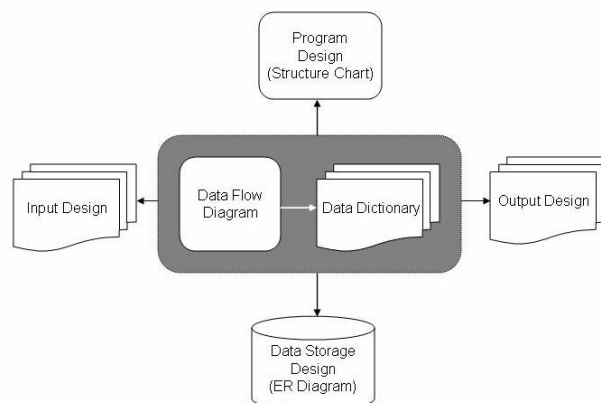 Program
Design
(Structure Chart)
Input Design
Data Flow
Diagram
Data Dictionary
Output Design
Data Storage
Design
(ER Diagram)